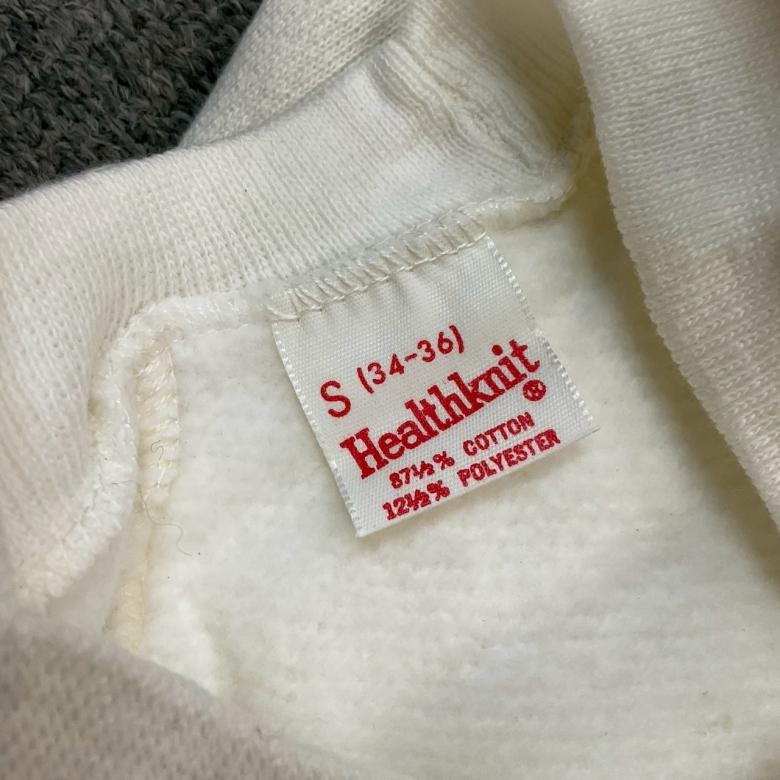 S (34-36)
Healthknit®
87½% COTTON
12½% POLYESTER